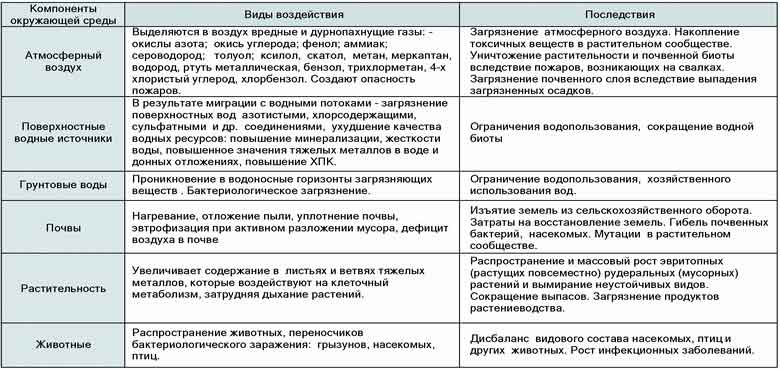 Компоненты
окружающей среды
Виды воздействия
Последствия
Атмосферный
воздух
Выделяются в воздух вредные и дурнопахнущие газы: -
окислы азота; окись углерода; фенол; аммиак;
сероводород; толуол; ксилол, скатол, метан, меркаптан,
водород, ртуть металлическая, бензол, трихлорметан, 4-х
хлористый углерод, хлорбензол. Создают опасность
пожаров.
Загрязнение атмосферного воздуха. Накопление
токсичных веществ в растительном сообществе.
Уничтожение растительности и почвенной биоты
вследствие пожаров, возникающих на свалках.
Загрязнение почвенного слоя вследствие выпадения
загрязненных осадков.
Поверхностные
водные источники
В результате миграции с водными потоками - загрязнение
поверхностных вод азотистыми, хлорсодержащими,
сульфатными и др. соединениями, ухудшение качества
водных ресурсов: повышение минерализации, жесткости
воды, повышенное значения тяжелых металлов в воде и
донных отложениях, повышение ХПК.
Ограничения водопользования, сокращение водной
биоты
Грунтовые воды
Проникновение в водоносные горизонты загрязняющих
веществ . Бактериологическое загрязнение.
Ограничение водопользования, хозяйственного
использования вод.
Почвы
Нагревание, отложение пыли, уплотнение почвы,
эвтрофизация при активном разложении мусора, дефицит
воздуха в почве
Изъятие земель из сельскохозяйственного оборота.
Затраты на восстановление земель. Гибель почвенных
бактерий, насекомых. Мутации в растительном
сообществе.
Растительность
Увеличивает содержание в листьях и ветвях тяжелых
металлов, которые воздействуют на клеточный
метаболизм, затрудняя дыхание растений.
Распространение и массовый рост эвритопных
(растущих повсеместно) рудеральных (мусорных)
растений и вымирание неустойчивых видов.
Сокращение выпасов. Загрязнение продуктов
растениеводства.
Животные
Распространение животных, переносчиков
бактериологического заражения: грызунов, насекомых,
птиц.
Дисбаланс видового состава насекомых, птиц и
других животных. Рост инфекционных заболеваний.